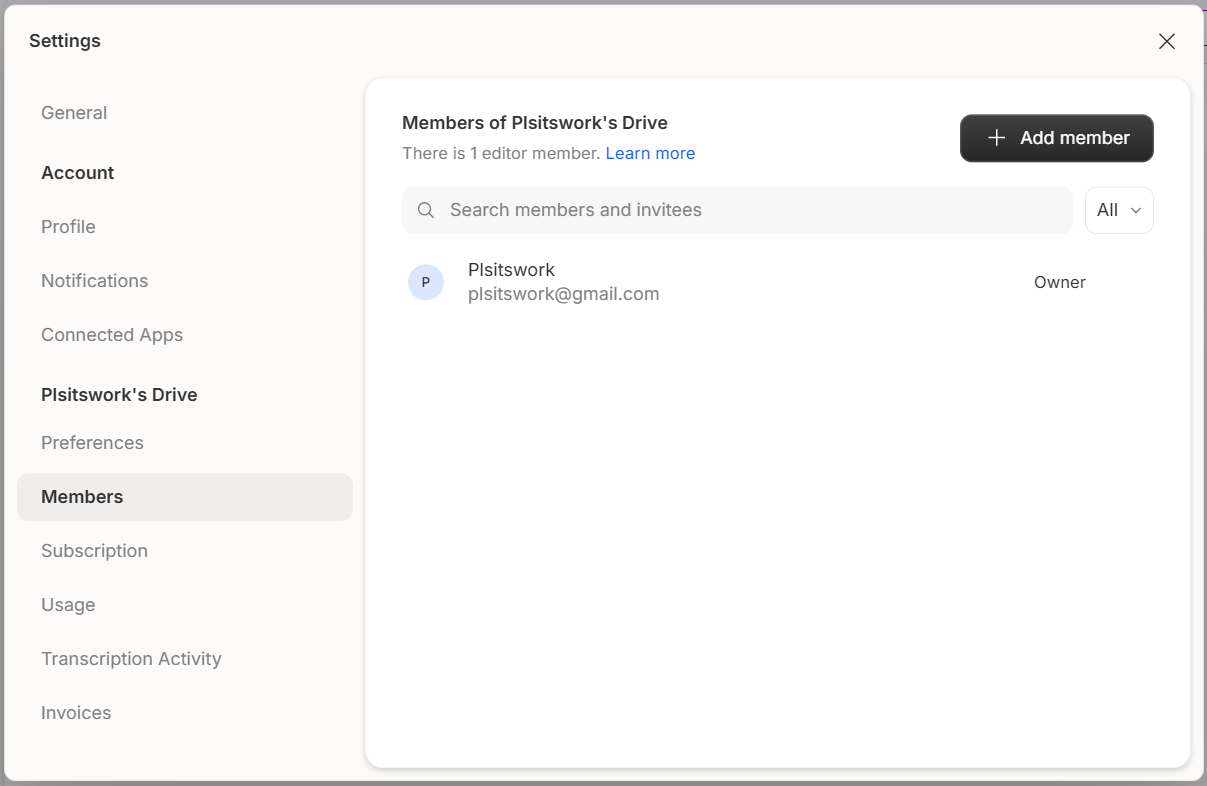 Settings
General
Account
Profile
Notifications
Connected Apps
Plsitswork's Drive
Preferences
Members
Subscription
Usage
Transcription Activity
Invoices
Members of Plsitswork's Drive
There is 1 editor member. Learn more
Add member
Search members and invitees
All
P
Plsitswork
plsitswork@gmail.com
Owner